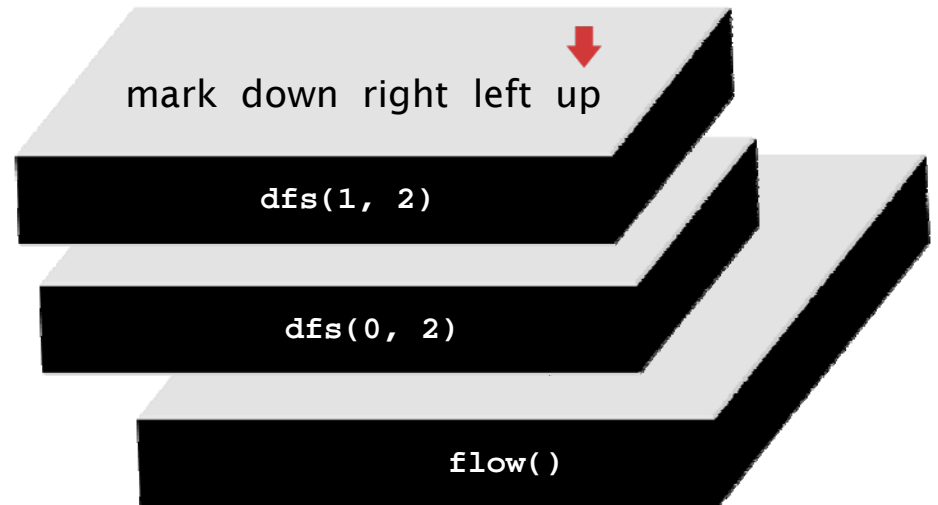 mark down right left up
dfs(1, 2)
dfs(0, 2)
flow()